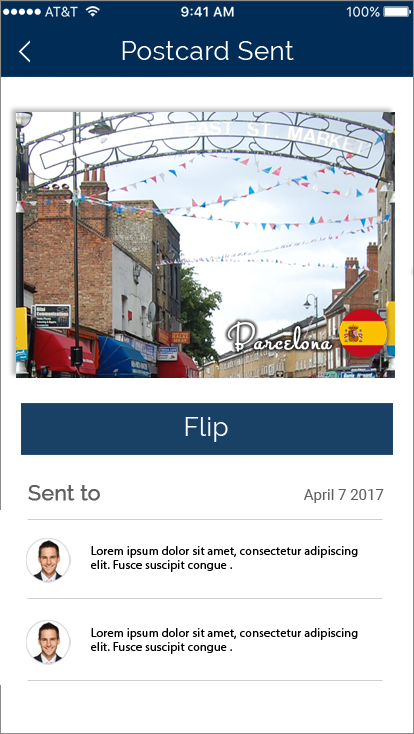 AT&T 9:41 AM 100%
Postcard Sent
EAST ST. MARKET
Barcelona
Flip
Sent to April 7 2017
Lorem ipsum dolor sit amet, consectetur adipiscing
elit. Fusce suscipit congue .
Lorem ipsum dolor sit amet, consectetur adipiscing
elit. Fusce suscipit congue .